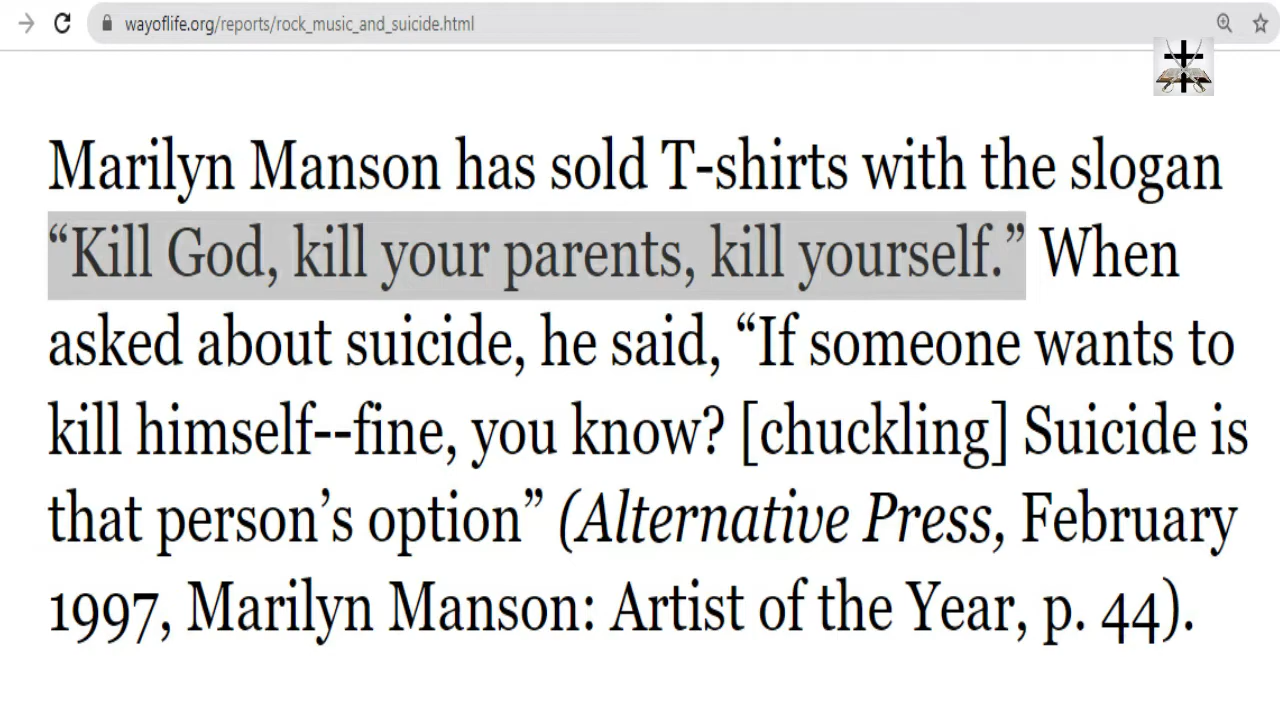 wayoflife.org/reports/rock_music_and_suicide.html
Marilyn Manson has sold T-shirts with the slogan
“Kill God, kill your parents, kill yourself.” When
asked about suicide, he said, “If someone wants to
kill himself--fine, you know? [chuckling] Suicide is
that person’s option” (Alternative Press, February
1997, Marilyn Manson: Artist of the Year, p. 44).